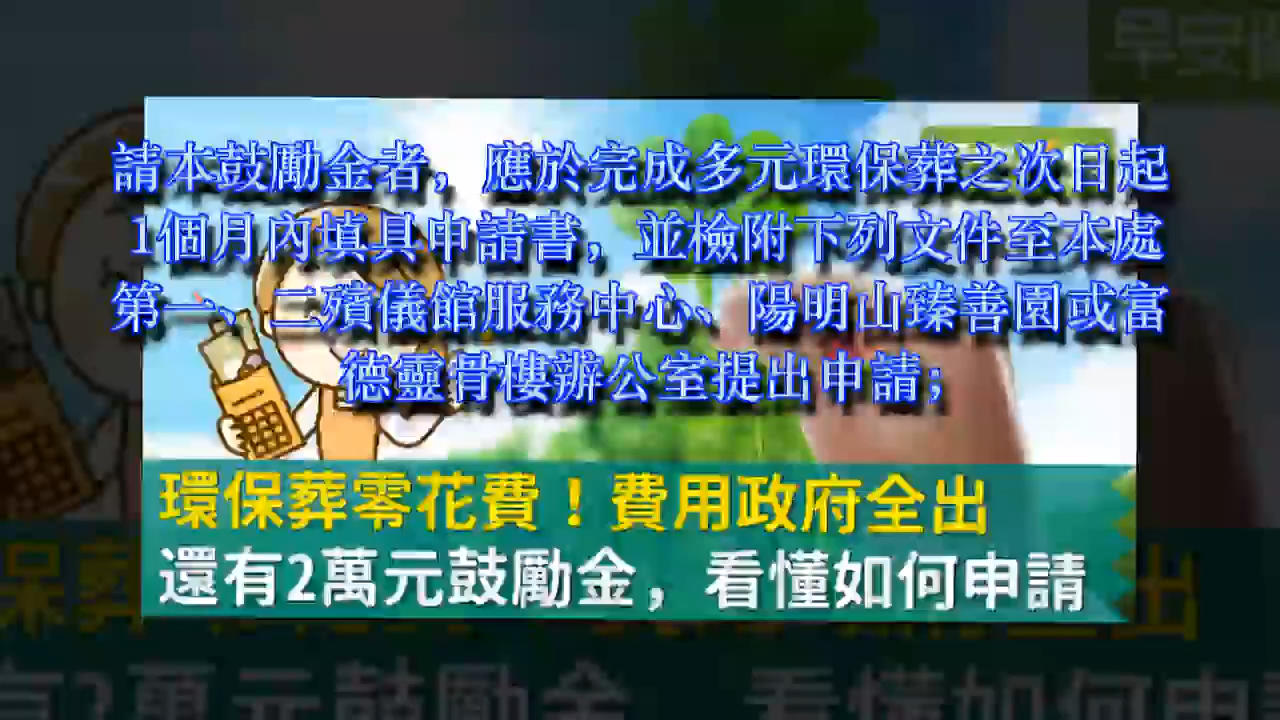 早安健
請本鼓勵金者，應於完成多元環保葬之次日起
1個月內填具申請書，並檢附下列文件至本處
第一、二殯儀館服務中心、陽明山臻善園或富
德靈骨樓辦公室提出申請；
環保葬零花費！費用政府全出
還有2萬元鼓勵金，看懂如何申請